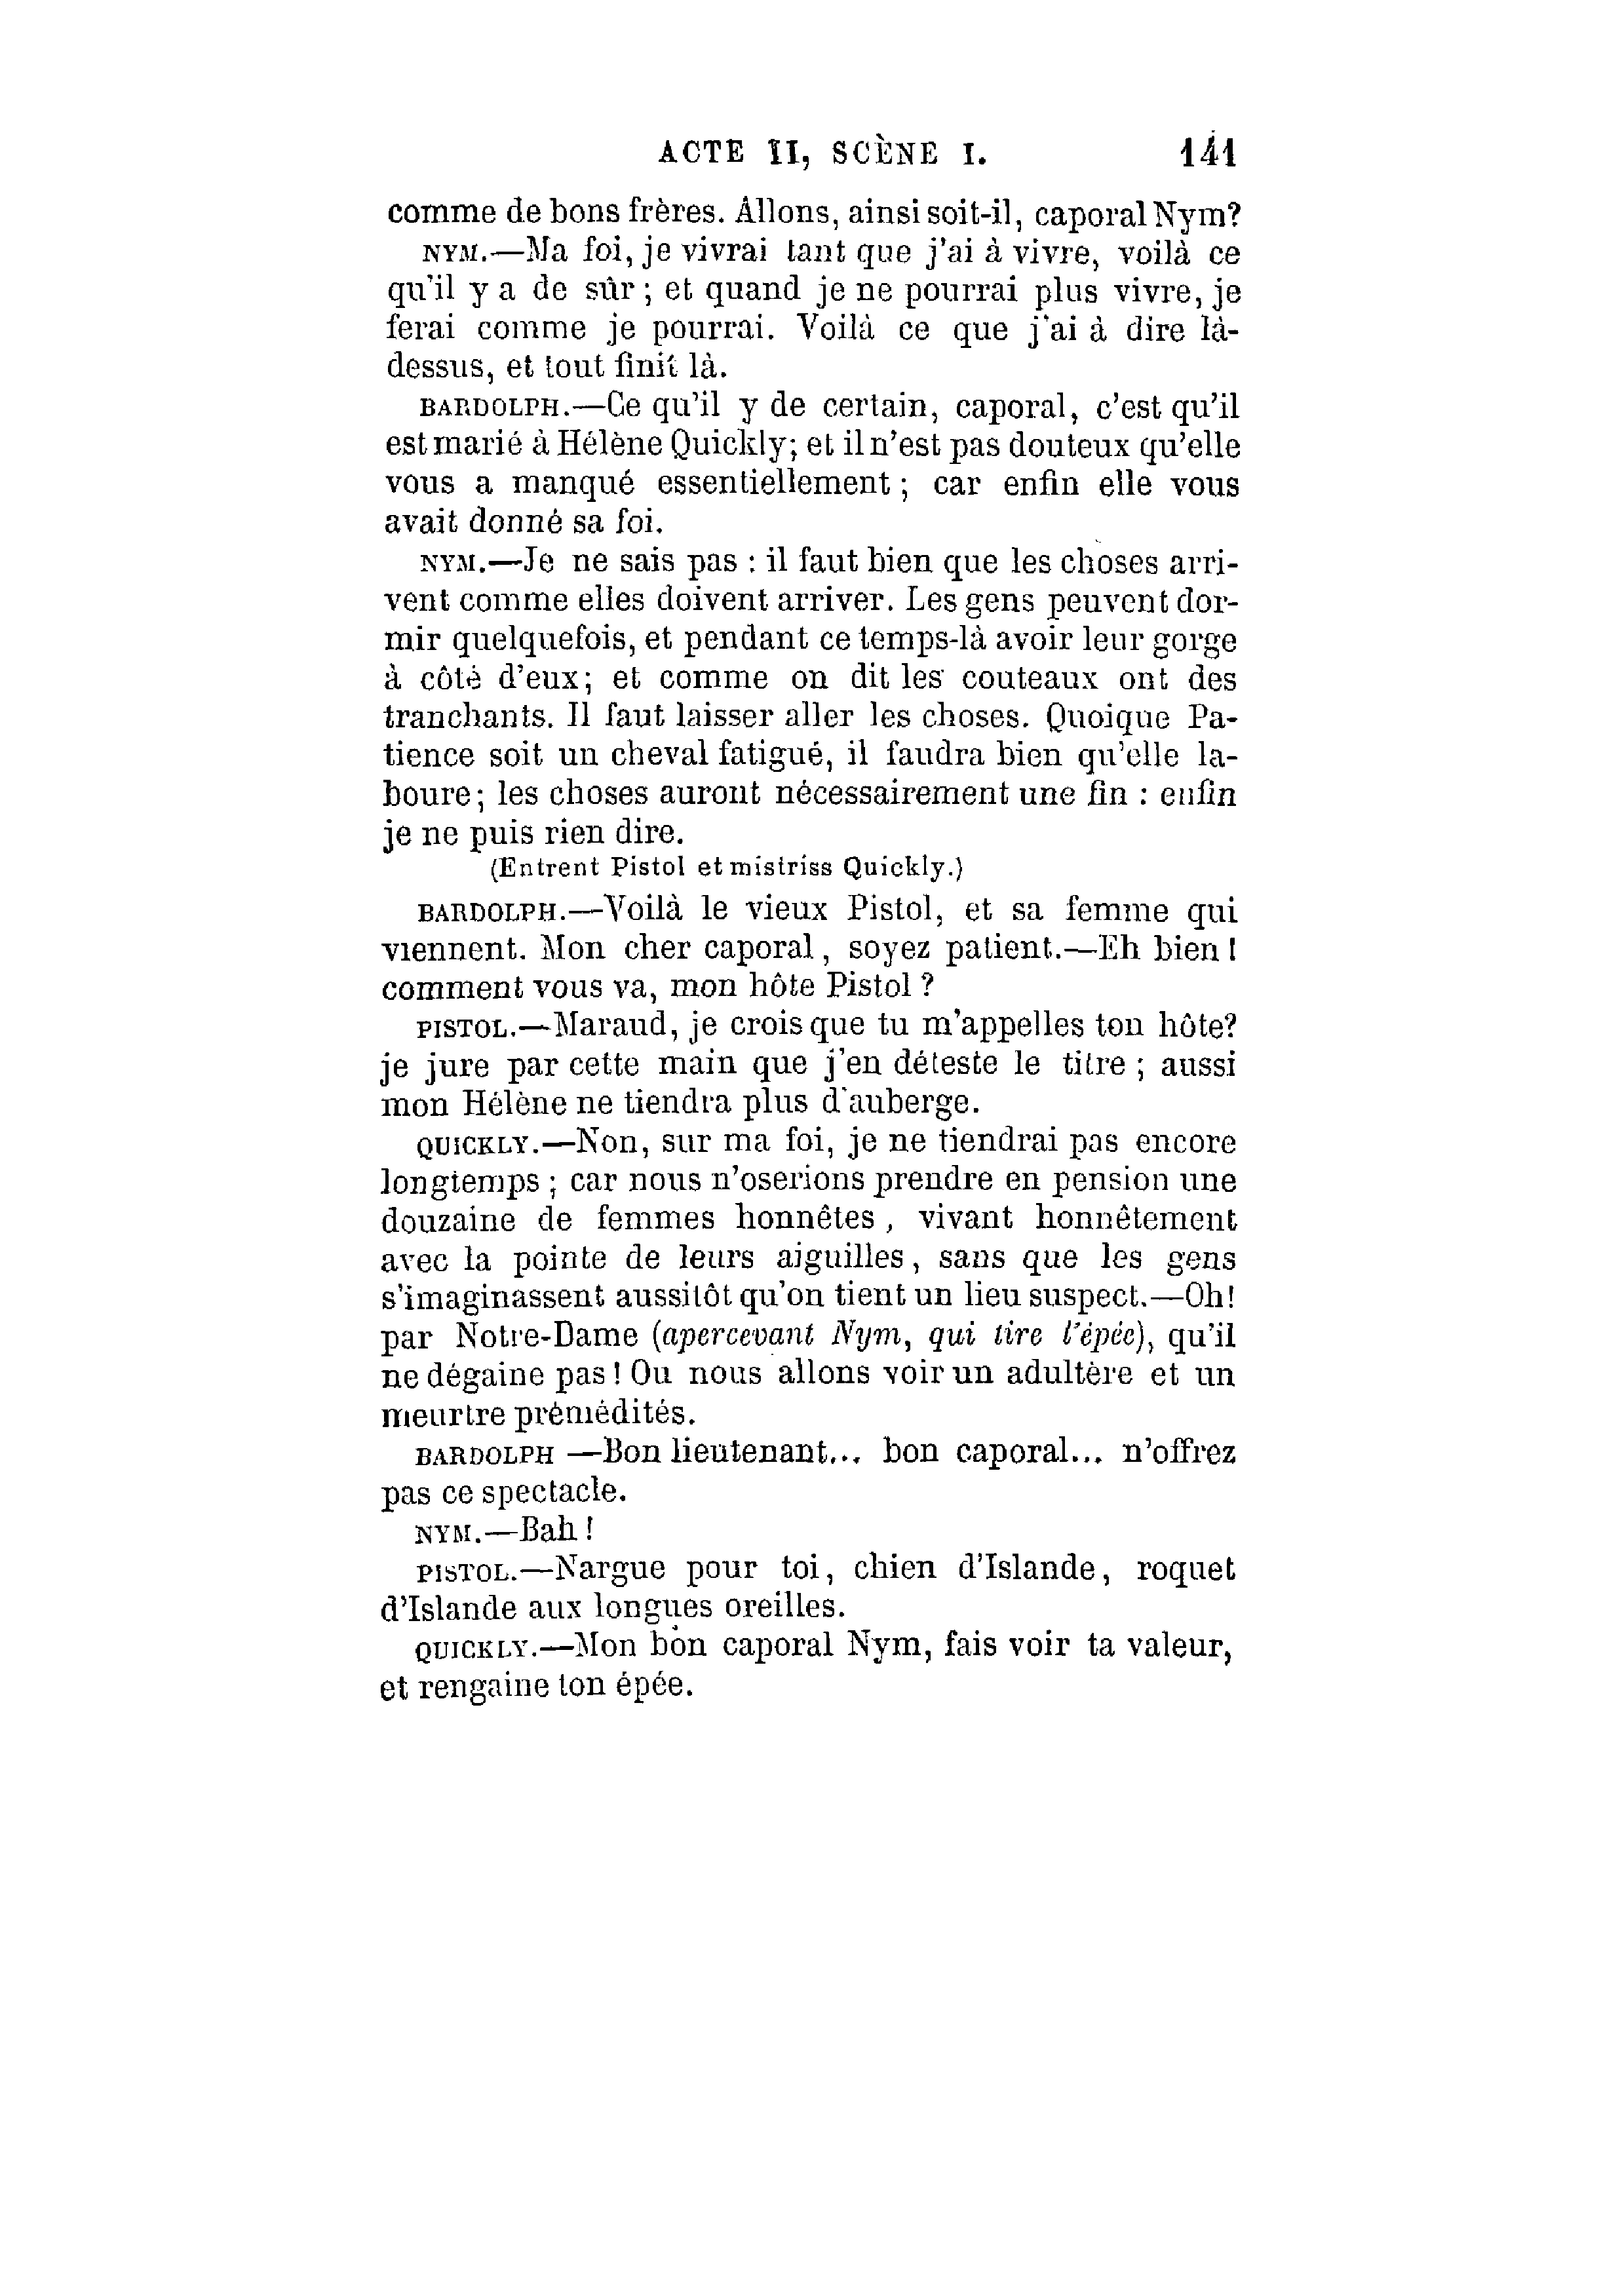 ACTE II, SCÈNE I. 141
comme de bons frères. Allons, ainsi soit-il, caporal Nym?
NYM.—Ma foi, je vivrai tant que j'ai à vivre, voilà ce
qu'il y a de sûr ; et quand je ne pourrai plus vivre, je
ferai comme je pourrai. Voilà ce que j'ai à dire là-
dessus, et tout finit là.
BARDOLPH.—Ce qu'il y de certain, caporal, c'est qu'il
est marié à Hélène Quickly; et il n'est pas douteux qu'elle
vous a manqué essentiellement ; car enfin elle vous
avait donné sa foi.
NYM.—Je ne sais pas : il faut bien que les choses arri-
vent comme elles doivent arriver. Les gens peuvent dor-
mir quelquefois, et pendant ce temps-là avoir leur gorge
à côté d'eux; et comme on dit les couteaux ont des
tranchants. Il faut laisser aller les choses. Quoique Pa-
tience soit un cheval fatigué, il faudra bien qu'elle la-
boure; les choses auront nécessairement une fin : enfin
je ne puis rien dire.
(Entrent Pistol et mistriss Quickly.)
BARDOLPH.—Voilà le vieux Pistol, et sa femme qui
viennent. Mon cher caporal, soyez patient.—Eh bien !
comment vous va, mon hôte Pistol ?
PISTOL.—Maraud, je crois que tu m'appelles ton hôte?
je jure par cette main que j'en déteste le titre ; aussi
mon Hélène ne tiendra plus d'auberge.
QUICKLY.—Non, sur ma foi, je ne tiendrai pas encore
longtemps ; car nous n'oserions prendre en pension une
douzaine de femmes honnêtes, vivant honnêtement
avec la pointe de leurs aiguilles, sans que les gens
s'imaginassent aussitôt qu'on tient un lieu suspect.—Oh!
par Notre-Dame (apercevant Nym, qui tire l'épée), qu'il
ne dégaine pas ! Ou nous allons voir un adultère et un
meurtre prémédités.
BARDOLPH —Bon lieutenant... bon caporal... n'offrez
pas ce spectacle.
NYM.—Bah !
PISTOL.—Nargue pour toi, chien d'Islande, roquet
d'Islande aux longues oreilles.
QUICKLY.—Mon bon caporal Nym, fais voir ta valeur,
et rengaine ton épée.